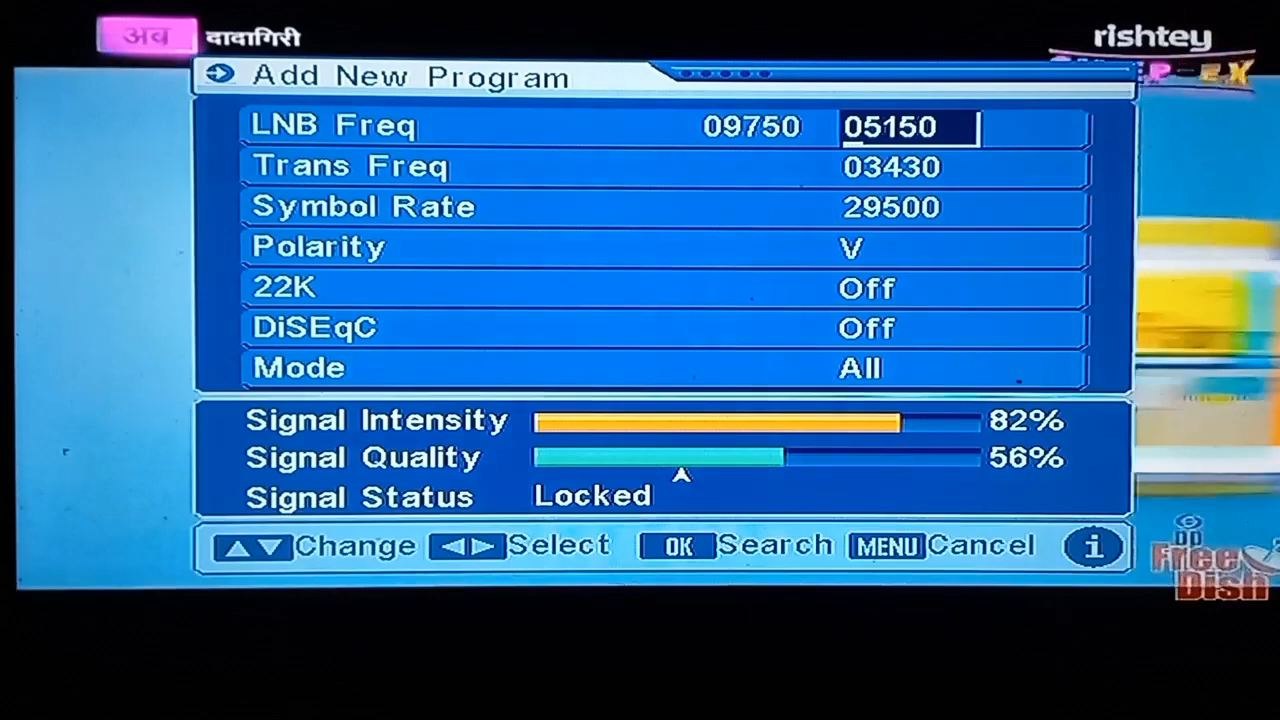 अब दादागिरी
rishtey
Add New Program
LNB Freq 09750 05150
Trans Freq 03430
Symbol Rate 29500
Polarity V
22K Off
DiSEqC Off
Mode All
Signal Intensity 82%
Signal Quality 56%
Signal Status Locked
Change Select OK Search MENU Cancel i
DD
Free
Dish